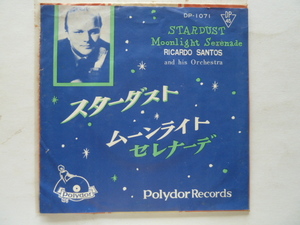 DP-1071
STARDUST
Moonlight Serenade
RICARDO SANTOS
and his Orchestra
スターダスト
ムーンライト
セレナーデ
Polydor
Polydor Records